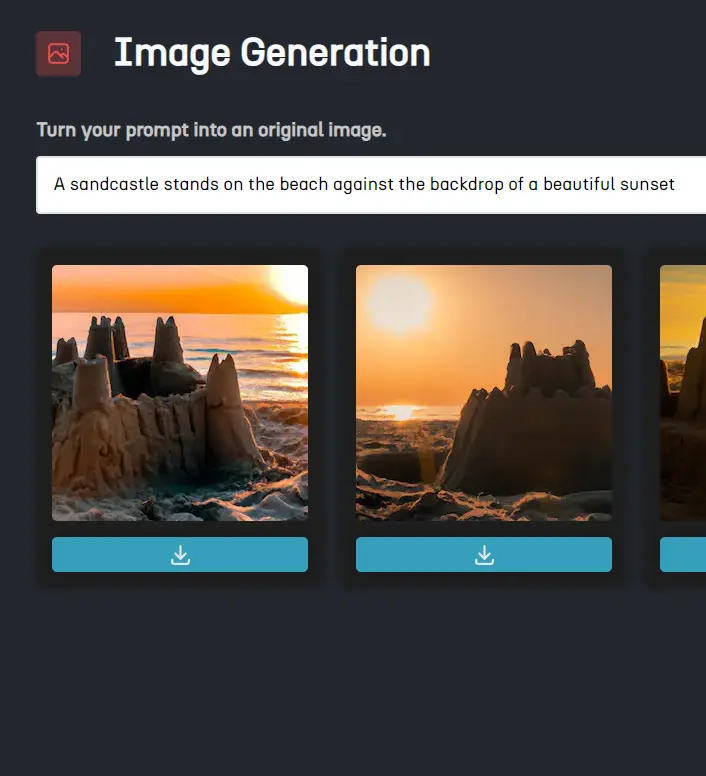 Image Generation
Turn your prompt into an original image.
A sandcastle stands on the beach against the backdrop of a beautiful sunset